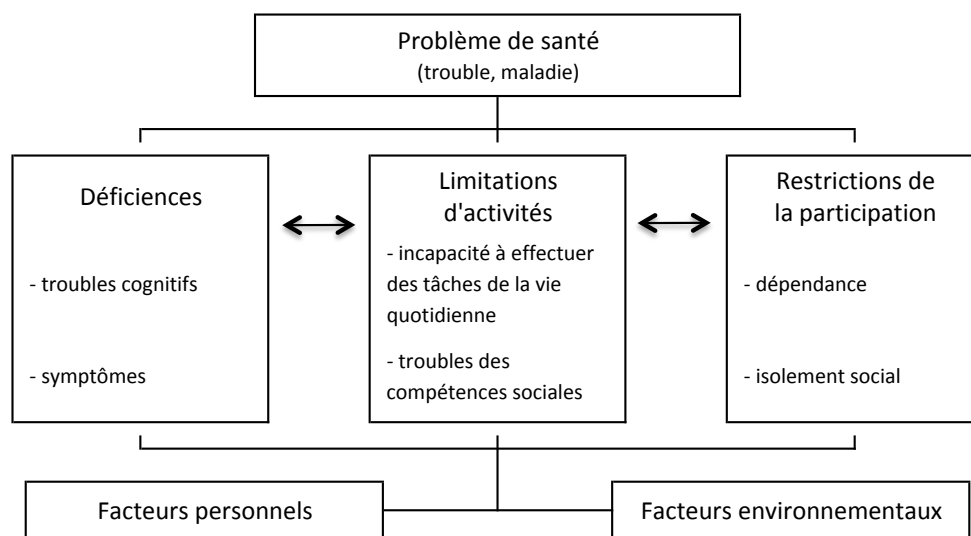 Problème de santé
(trouble, maladie)
Déficiences
- troubles cognitifs
- symptômes
Limitations
d'activités
- incapacité à effectuer
des tâches de la vie
quotidienne
- troubles des
compétences sociales
Restrictions de
la participation
- dépendance
- isolement social
Facteurs personnels
Facteurs environnementaux